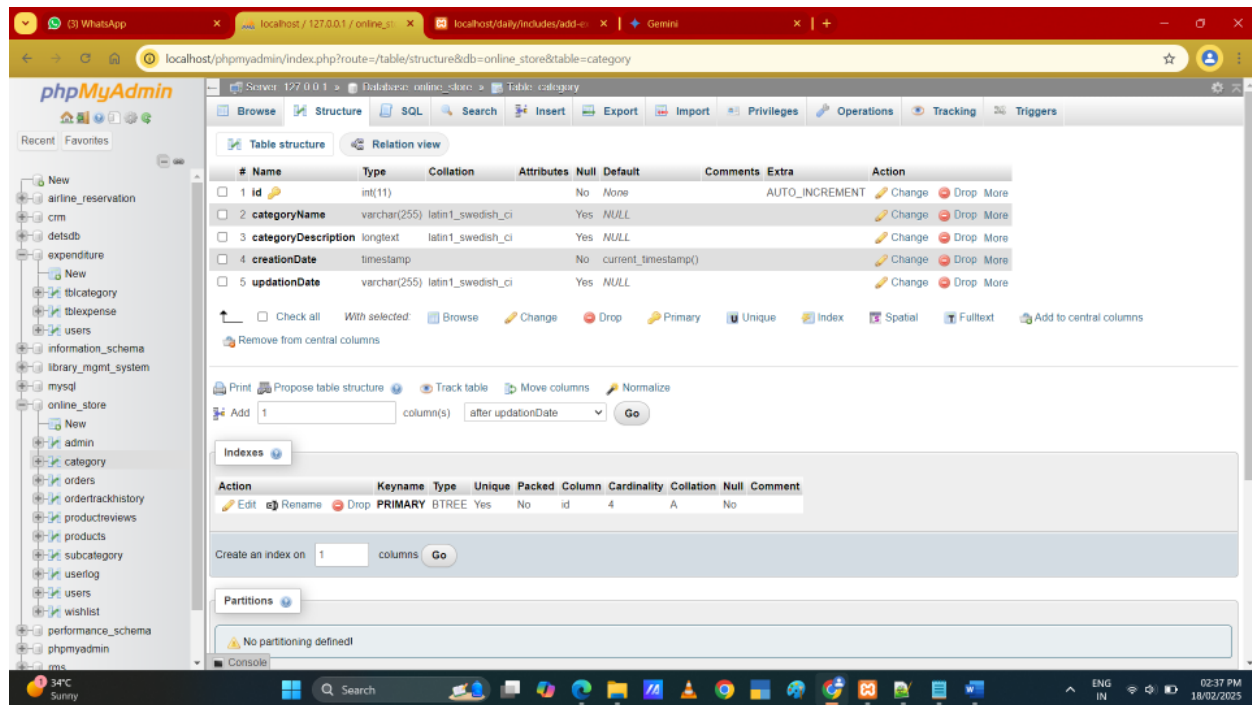 (3) WhatsApp
localhost / 127.0.0.1 / online_st
localhost/daily/includes/add-e
Gemini
localhost/phpmyadmin/index.php?route=/table/structure&db=online_store&table=category
phpMyAdmin
Recent Favorites
New
airline_reservation
crm
detsdb
expenditure
New
tblcategory
tblexpense
users
information_schema
library_mgmt_system
mysql
online_store
New
admin
category
orders
ordertrackhistory
productreviews
products
subcategory
userlog
users
wishlist
performance_schema
phpmyadmin
rms
Server: 127.0.0.1 » Database: online_store » Table: category
Browse Structure SQL Search Insert Export Import Privileges Operations Tracking Triggers
Table structure Relation view
# Name Type Collation Attributes Null Default Comments Extra Action
1 id int(11) No None AUTO_INCREMENT Change Drop More
2 categoryName varchar(255) latin1_swedish_ci Yes NULL Change Drop More
3 categoryDescription longtext latin1_swedish_ci Yes NULL Change Drop More
4 creationDate timestamp No current_timestamp() Change Drop More
5 updationDate varchar(255) latin1_swedish_ci Yes NULL Change Drop More
Check all With selected: Browse Change Drop Primary Unique Index Spatial Fulltext Add to central columns
Remove from central columns
Print Propose table structure Track table Move columns Normalize
Add 1 column(s) after updationDate Go
Indexes
Action Keyname Type Unique Packed Column Cardinality Collation Null Comment
Edit Rename Drop PRIMARY BTREE Yes No id 4 A No
Create an index on 1 columns Go
Partitions
No partitioning defined!
Console
1
34°C
Sunny
Search
ENG
IN
02:37 PM
18/02/2025